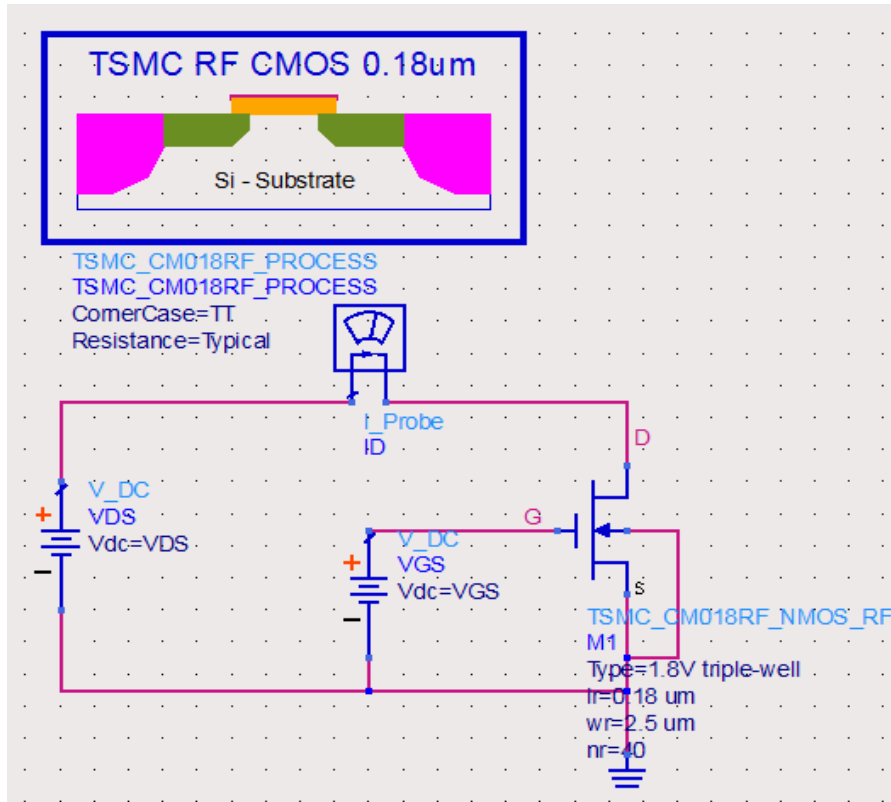 TSMC RF CMOS 0.18um
Si - Substrate
TSMC_CM018RF_PROCESS
TSMC_CM018RF_PROCESS
CornerCase=TT
Resistance=Typical
I_Probe
ID
D
V_DC
VDS
Vdc=VDS
G
V_DC
VGS
Vdc=VGS
S
TSMC_CM018RF_NMOS_RF
M1
Type=1.8V triple-well
lr=0.18 um
wr=2.5 um
nr=40